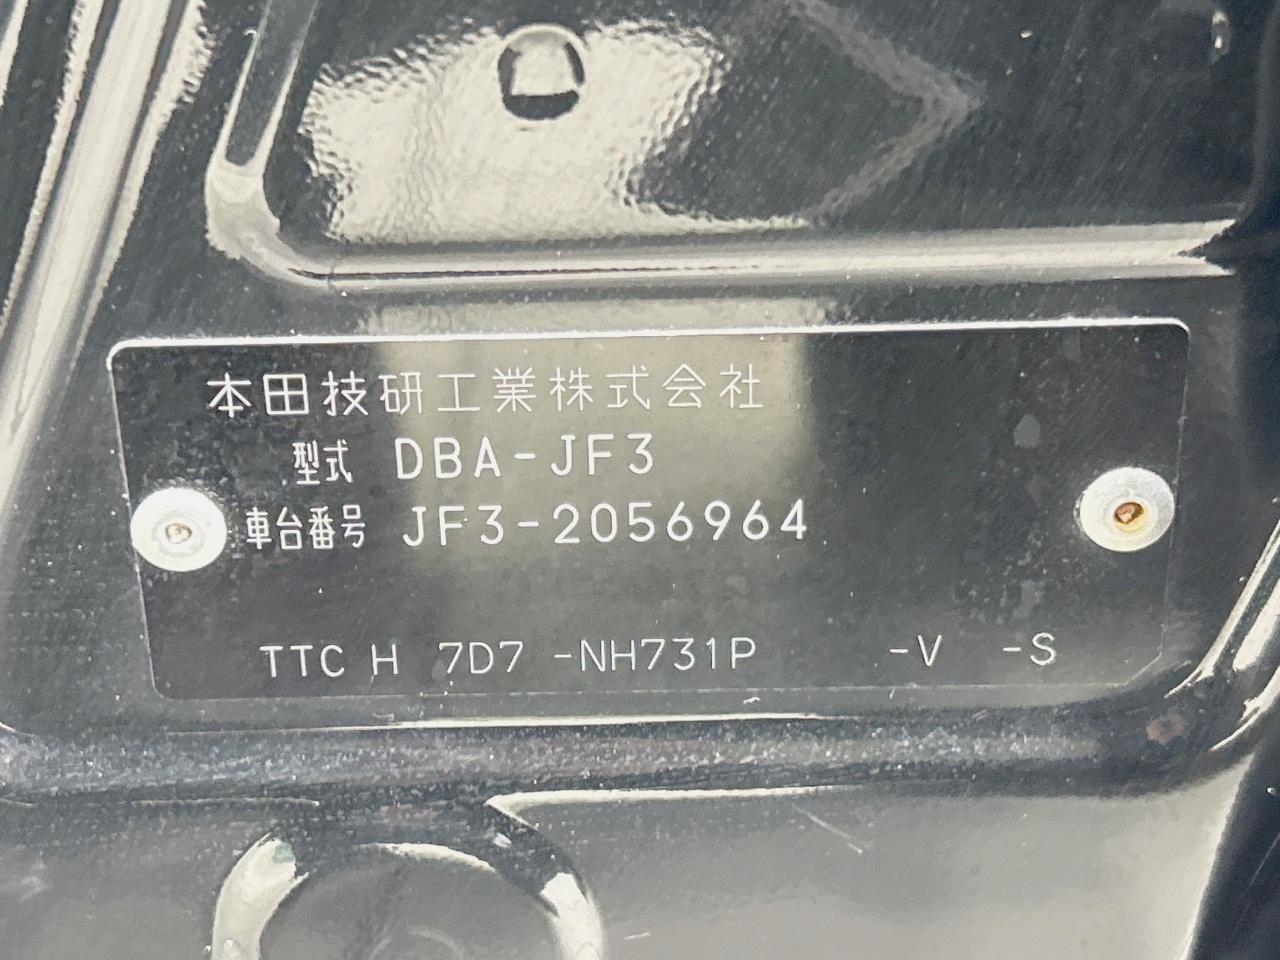 本田技研工業株式会社
型式 DBA-JF3
車台番号 JF3-2056964
TTC H 7D7 -NH731P -V -S